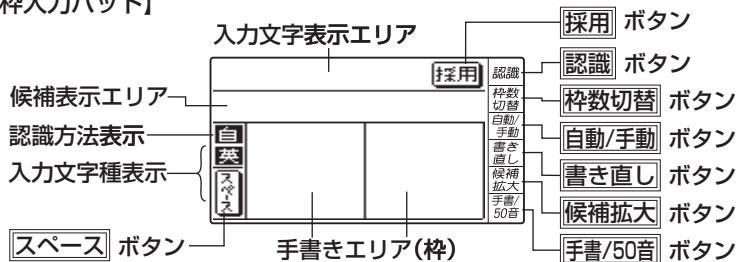 枠入力パッド】
入力文字表示エリア
採用 ボタン
採用
認識
認識 ボタン
候補表示エリア
枠数
切替
枠数切替 ボタン
認識方法表示
自
自動/
手動
自動/手動 ボタン
入力文字種表示
英
書き
直し
書き直し ボタン
スペース
候補
拡大
候補拡大 ボタン
手書/
50音
スペース ボタン
手書きエリア(枠)
手書/50音 ボタン